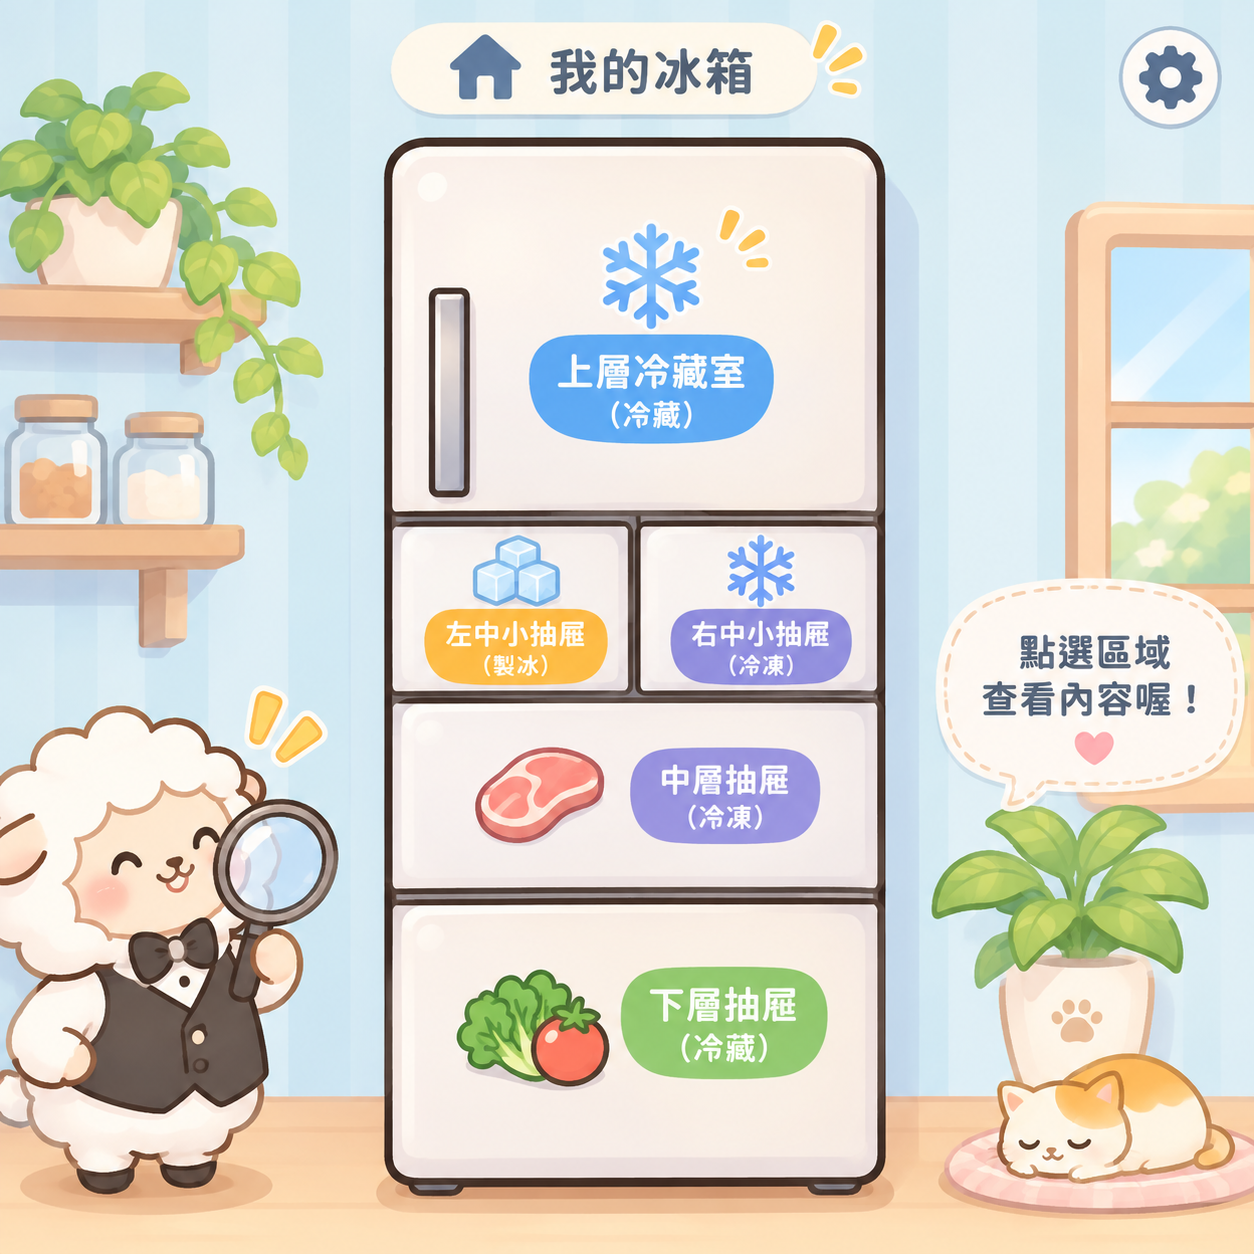 我的冰箱
上層冷藏室
（冷藏）
左中小抽屜
（製冰）
右中小抽屜
（冷凍）
中層抽屜
（冷凍）
下層抽屜
（冷藏）
點選區域
查看內容喔！